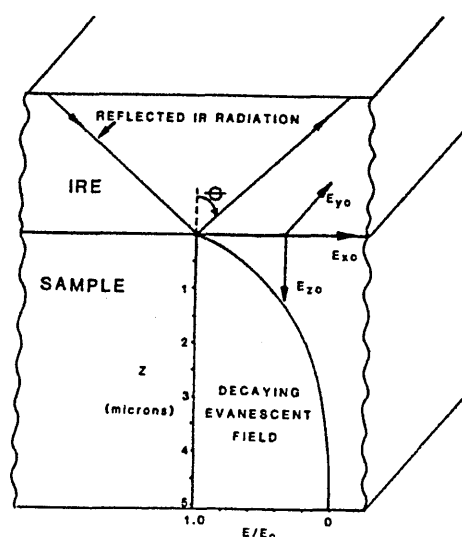 REFLECTED IR RADIATION
IRE
Φ
Eyo
Exo
SAMPLE
Ezo
1
2
Z
3
(microns)
DECAYING
EVANESCENT
FIELD
4
5
1.0
0
E/Eo